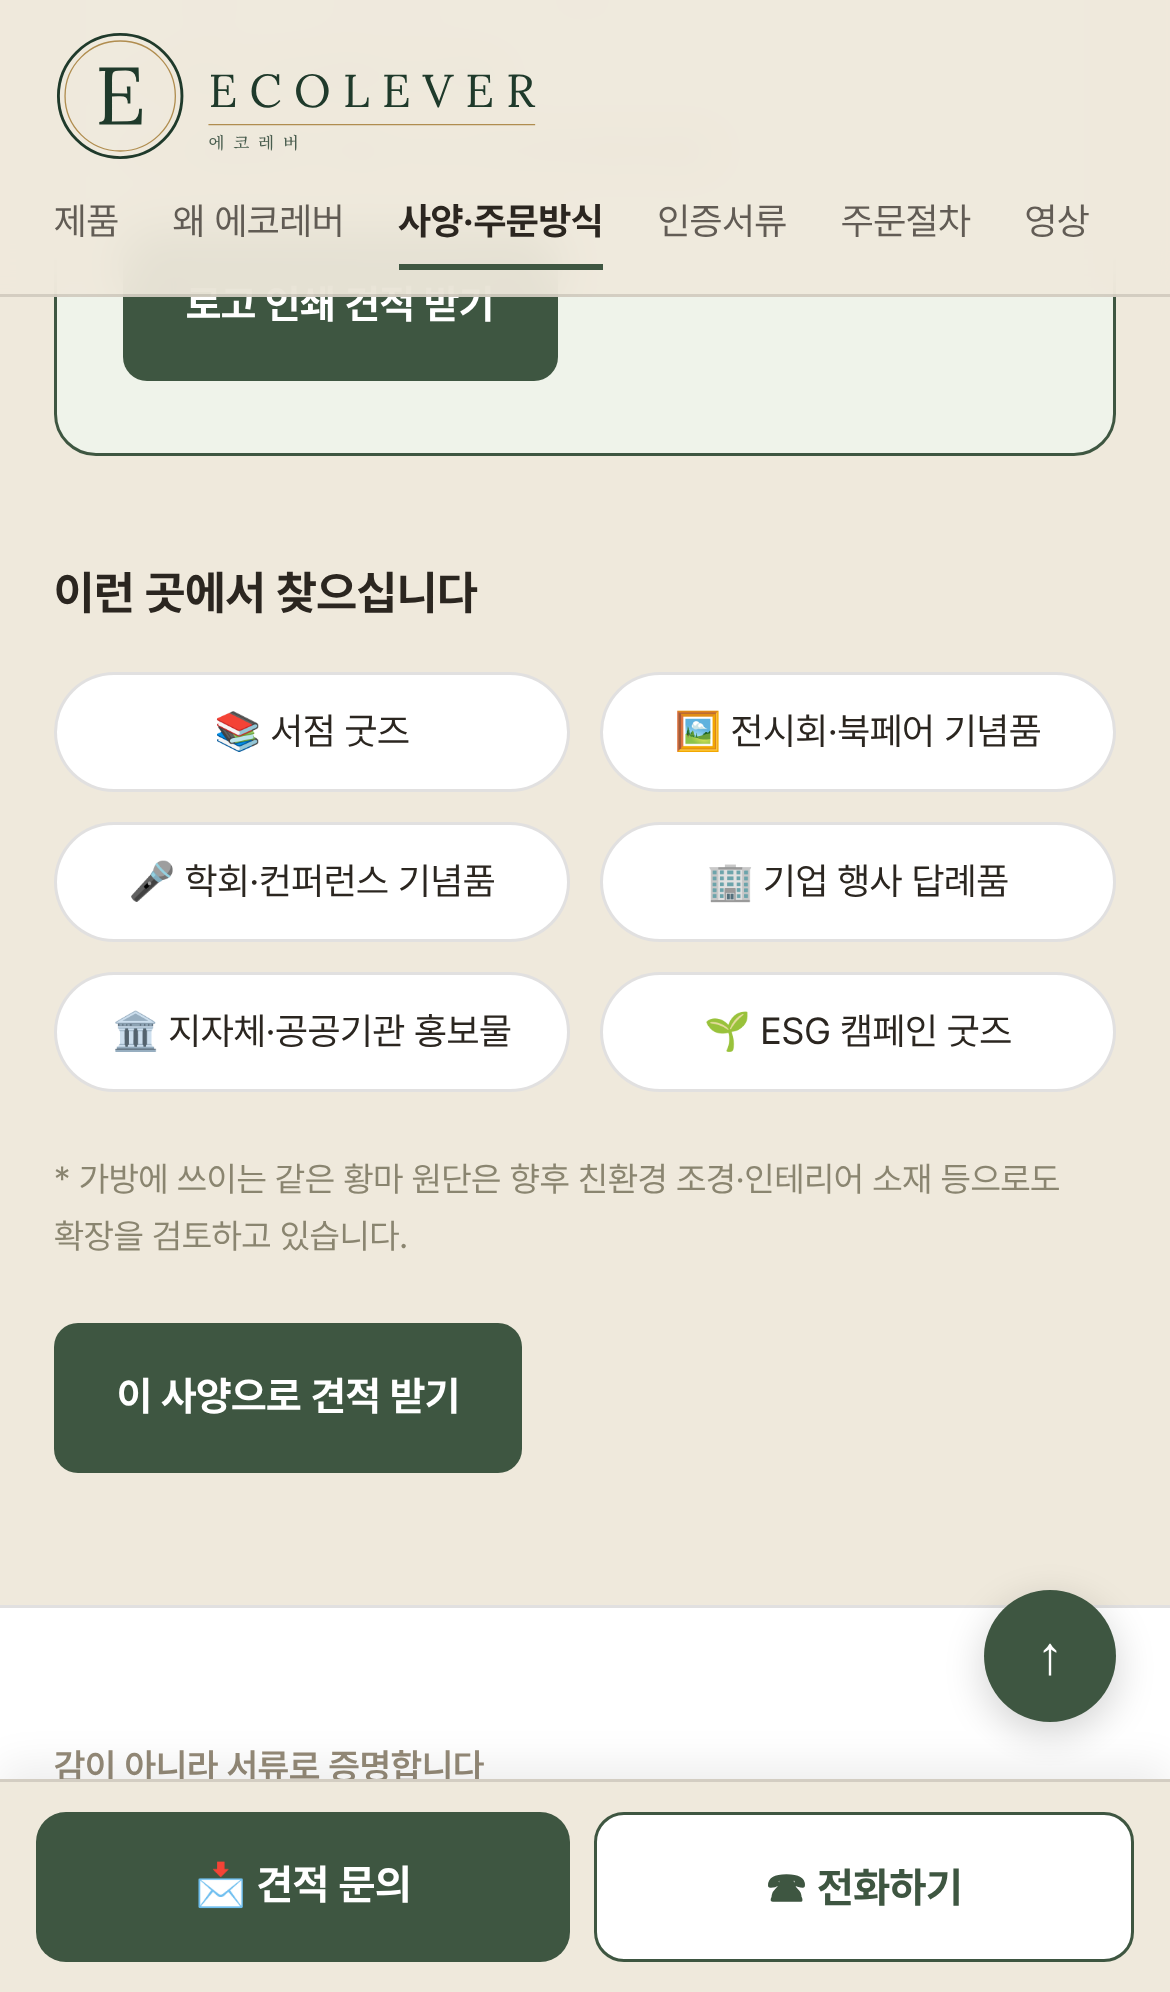 E
ECOLEVER
에코레버
제품 왜 에코레버 사양·주문방식 인증서류 주문절차 영상
로고 인쇄 견적 받기
이런 곳에서 찾으십니다
📚 서점 굿즈
🖼️ 전시회·북페어 기념품
🎤 학회·컨퍼런스 기념품
🏢 기업 행사 답례품
🏛️ 지자체·공공기관 홍보물
🌱 ESG 캠페인 굿즈
* 가방에 쓰이는 같은 황마 원단은 향후 친환경 조경·인테리어 소재 등으로도
확장을 검토하고 있습니다.
이 사양으로 견적 받기
↑
감이 아니라 서류로 증명합니다
📩 견적 문의
☎ 전화하기